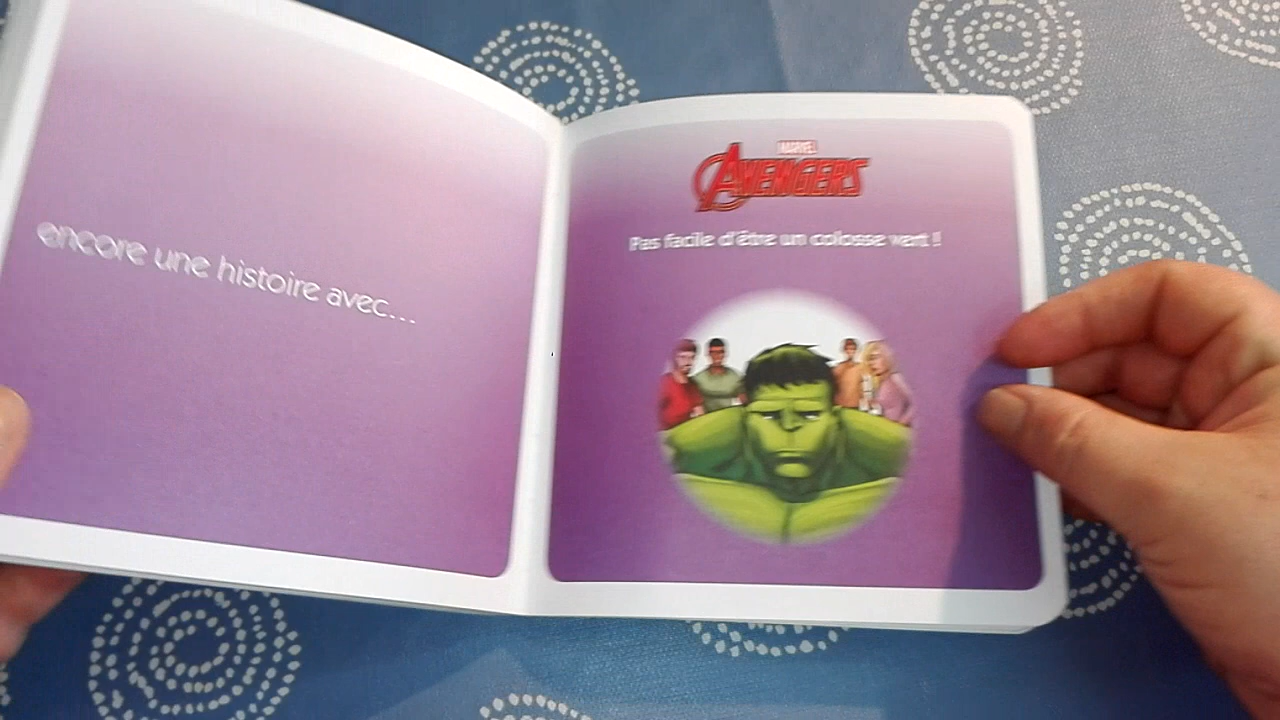 encore une histoire avec...
MARVEL
AVENGERS
Pas facile d'être un colosse vert !